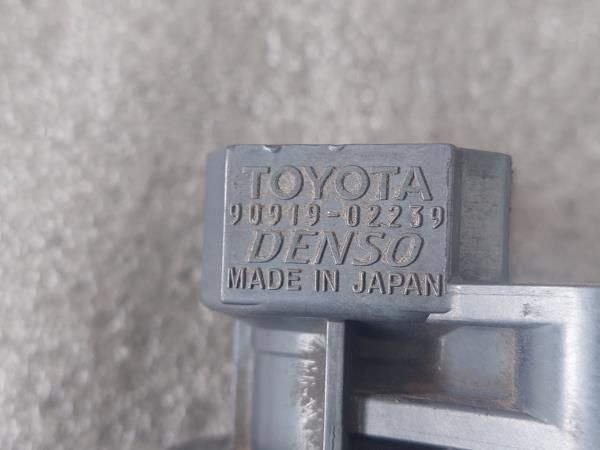 TOYOTA
90919-02239
DENSO
MADE IN JAPAN